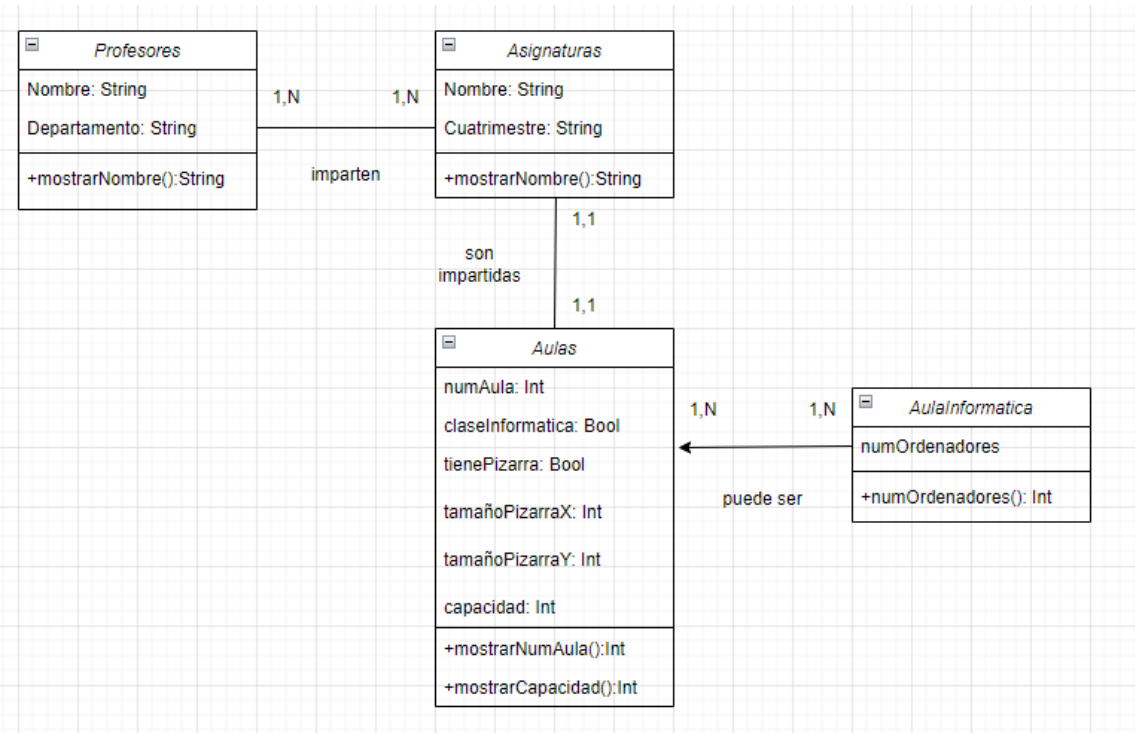 Profesores
Nombre: String
Departamento: String
+mostrarNombre():String
1,N
1,N
imparten
Asignaturas
Nombre: String
Cuatrimestre: String
+mostrarNombre():String
1,1
son
impartidas
1,1
Aulas
numAula: Int
claseInformatica: Bool
tienePizarra: Bool
tamañoPizarraX: Int
tamañoPizarraY: Int
capacidad: Int
+mostrarNumAula():Int
+mostrarCapacidad():Int
1,N
1,N
puede ser
AulaInformatica
numOrdenadores
+numOrdenadores(): Int